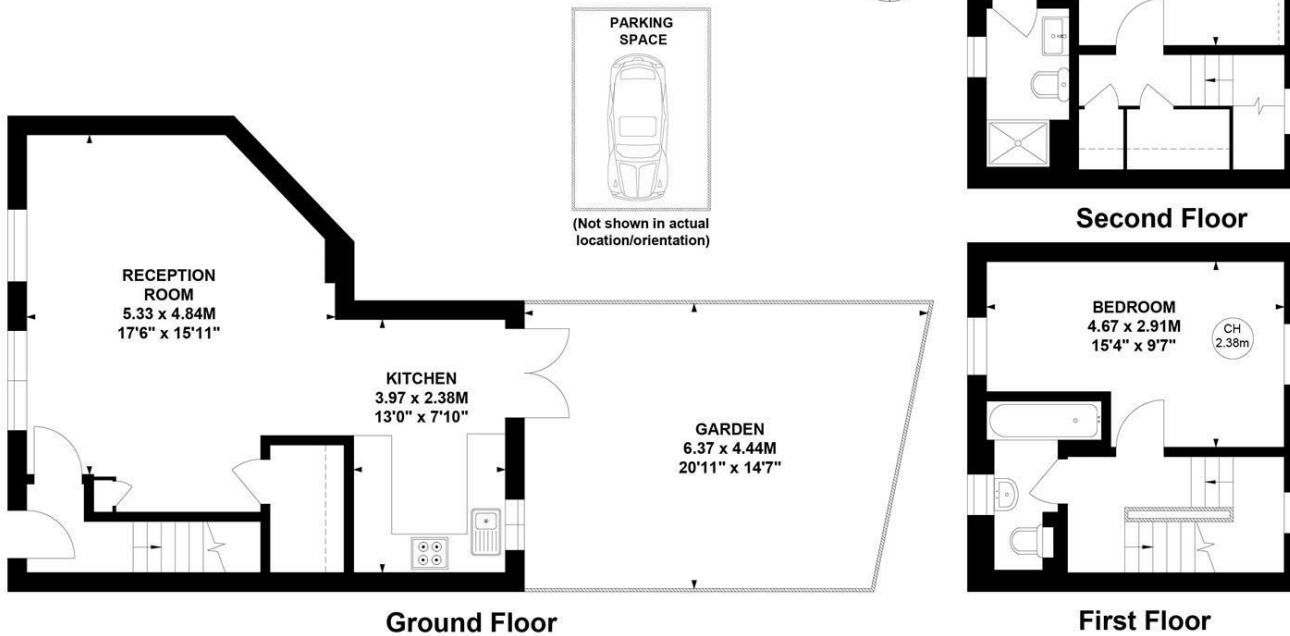 PARKING
SPACE
(Not shown in actual
location/orientation)
Second Floor
RECEPTION
ROOM
5.33 x 4.84M
17'6" x 15'11"
KITCHEN
3.97 x 2.38M
13'0" x 7'10"
GARDEN
6.37 x 4.44M
20'11" x 14'7"
Ground Floor
BEDROOM
4.67 x 2.91M
15'4" x 9'7"
CH
2.38m
First Floor